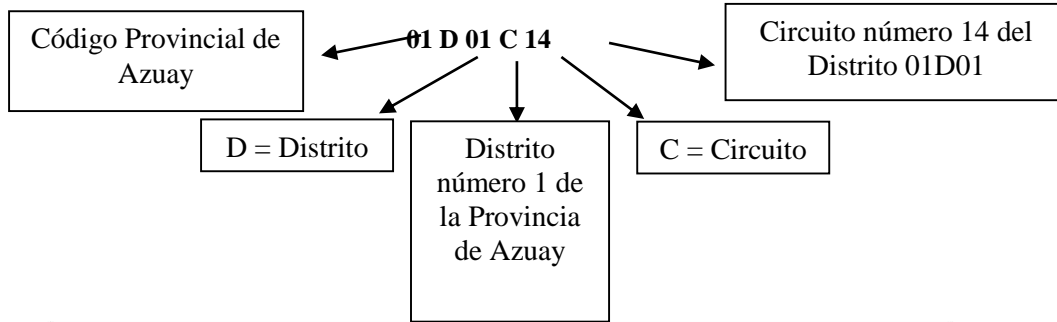 01 D 01 C 14
Código Provincial de
Azuay
Circuito número 14 del
Distrito 01D01
D = Distrito
Distrito
número 1 de
la Provincia
de Azuay
C = Circuito